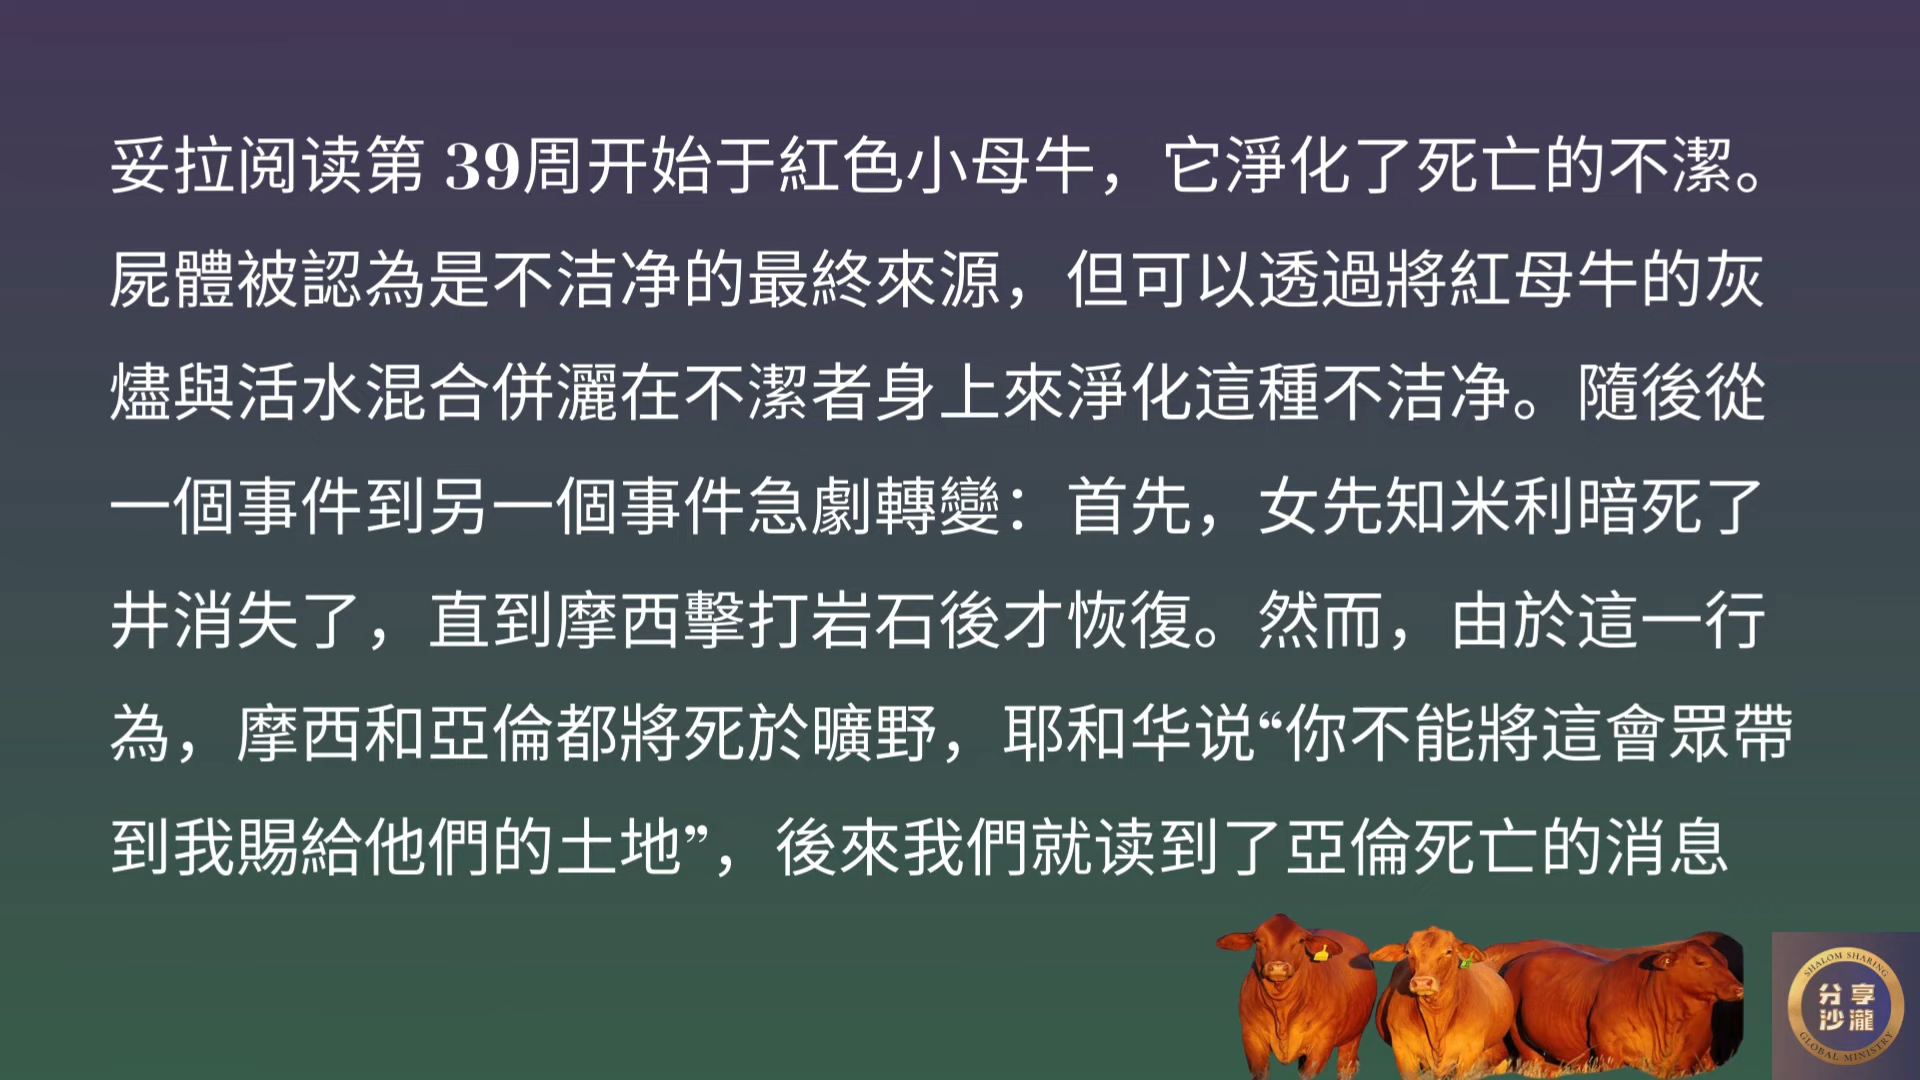 妥拉阅读第 39周开始于紅色小母牛，它淨化了死亡的不潔。
屍體被認為是不洁净的最終來源，但可以透過將紅母牛的灰
燼與活水混合併灑在不潔者身上來淨化這種不洁净。隨後從
一個事件到另一個事件急劇轉變：首先，女先知米利暗死了
井消失了，直到摩西擊打岩石後才恢復。然而，由於這一行
為，摩西和亞倫都將死於曠野，耶和华说“你不能將這會眾帶
到我賜給他們的土地”，後來我們就读到了亞倫死亡的消息
SHALOM SHARING
分享
沙瀧
GLOBAL MINISTRY